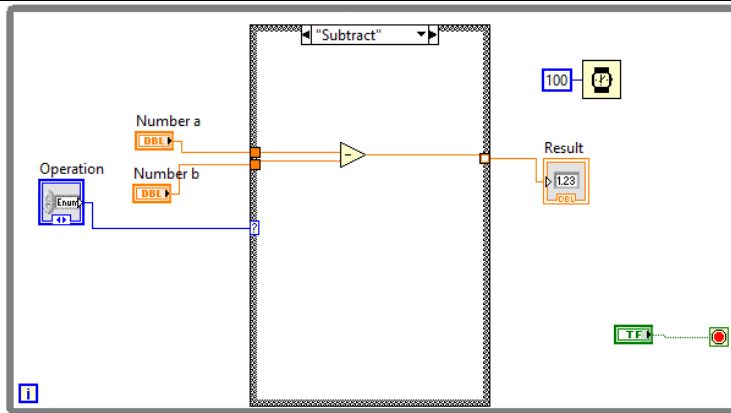 "Subtract"
100
Number a
DBL
Result
Operation
Number b
Enum
DBL
1.23
DBL
?
TF
i